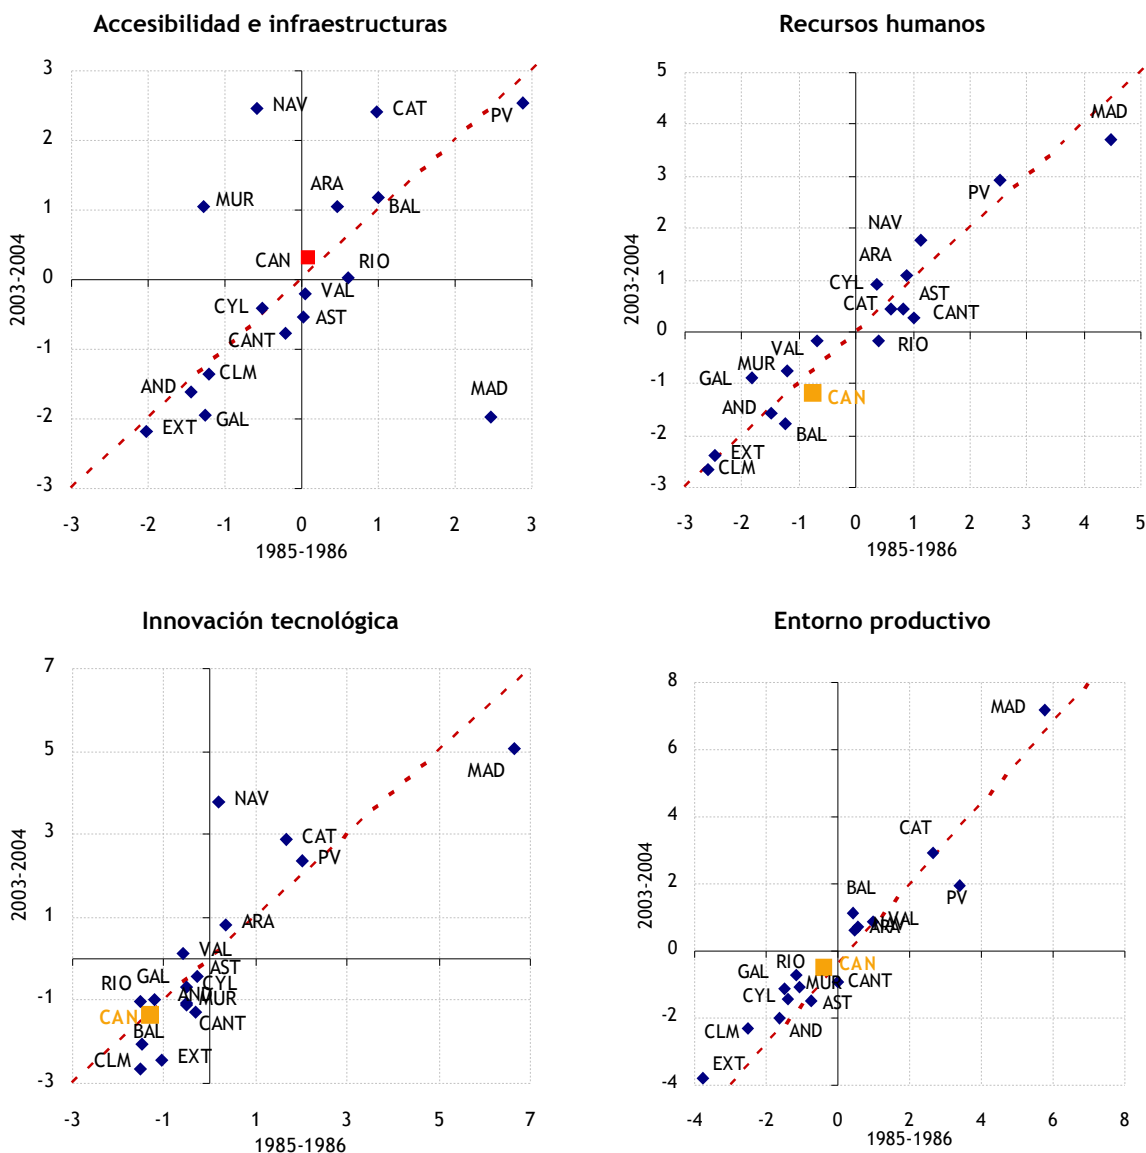 Accesibilidad e infraestructuras
3
2
1
0
-1
-2
-3
2003-2004
NAV
CAT
PV
MUR
ARA
BAL
CAN
RIO
VAL
CYL
AST
CANT
CLM
AND
MAD
GAL
EXT
-3 -2 -1 0 1 2 3
1985-1986
Recursos humanos
5
4
3
2
1
0
-1
-2
-3
2003-2004
MAD
PV
NAV
ARA
CYL
AST
CAT
CANT
RIO
VAL
MUR
GAL
CAN
AND
BAL
EXT
CLM
-3 -2 -1 0 1 2 3 4 5
1985-1986
Innovación tecnológica
7
5
3
1
-1
-3
2003-2004
MAD
NAV
CAT
PV
ARA
VAL
AST
GAL
RIO
CYL
AND
MUR
CAN
CANT
BAL
EXT
CLM
-3 -1 1 3 5 7
1985-1986
Entorno productivo
8
6
4
2
0
-2
-4
2003-2004
MAD
CAT
PV
BAL
VAL
ARA
NAV
RIO
CAN
GAL
MUR
CANT
CYL
AST
CLM
AND
EXT
-4 -2 0 2 4 6 8
1985-1986